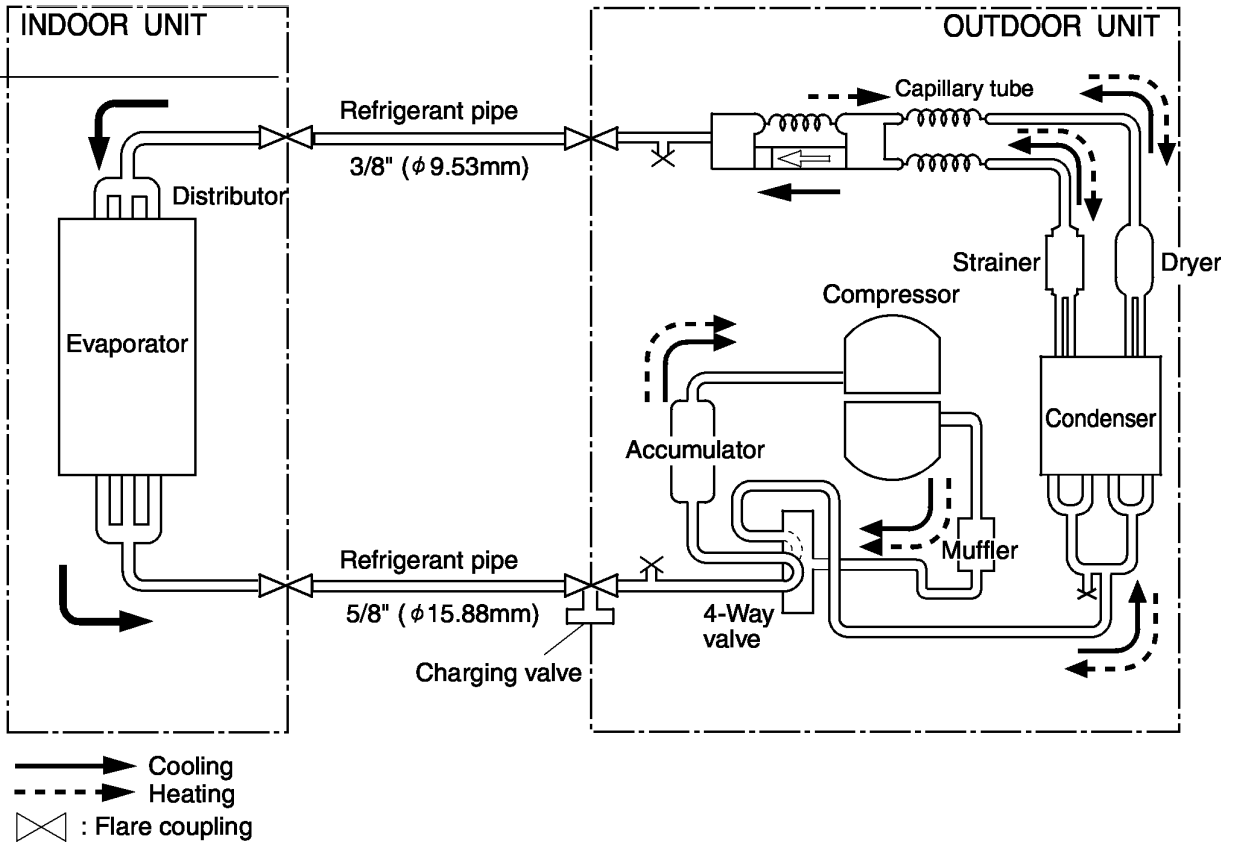 INDOOR UNIT
OUTDOOR UNIT
Capillary tube
Refrigerant pipe
3/8" (ϕ9.53mm)
Distributor
Strainer
Dryer
Compressor
Evaporator
Condenser
Accumulator
Muffler
Refrigerant pipe
5/8" (ϕ15.88mm)
4-Way
valve
Charging valve
Cooling
Heating
: Flare coupling